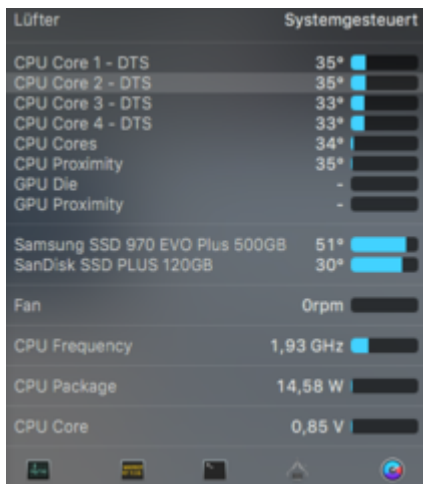 Lüfter Systemgesteuert
CPU Core 1 - DTS 35°
CPU Core 2 - DTS 35°
CPU Core 3 - DTS 33°
CPU Core 4 - DTS 33°
CPU Cores 34°
CPU Proximity 35°
GPU Die -
GPU Proximity -
Samsung SSD 970 EVO Plus 500GB 51°
SanDisk SSD PLUS 120GB 30°
Fan 0rpm
CPU Frequency 1,93 GHz
CPU Package 14,58 W
CPU Core 0,85 V